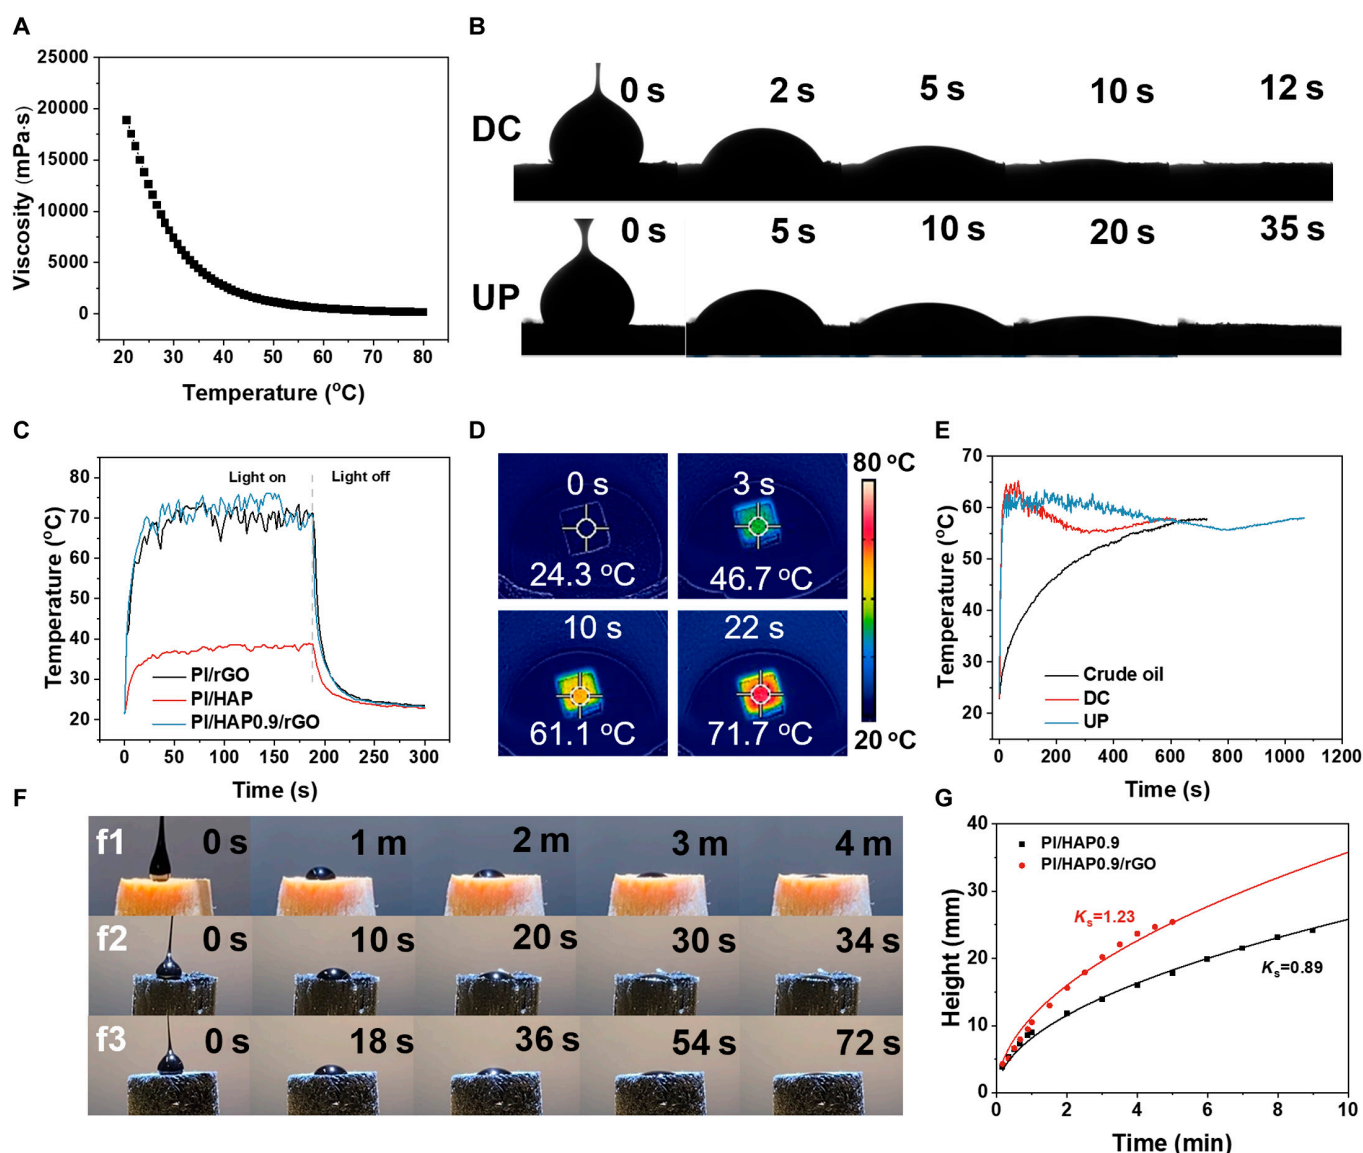 A
25000
20000
15000
10000
5000
0
Viscosity (mPa·s)
20 30 40 50 60 70 80
Temperature (°C)
B
DC
0 s 2 s 5 s 10 s 12 s
UP
0 s 5 s 10 s 20 s 35 s
C
80
70
60
50
40
30
20
Temperature (°C)
Light on Light off
PI/rGO
PI/HAP
PI/HAP0.9/rGO
0 50 100 150 200 250 300
Time (s)
D
0 s
24.3 °C
3 s
46.7 °C
10 s
61.1 °C
22 s
71.7 °C
80 °C
20 °C
E
70
60
50
40
30
20
Temperature (°C)
Crude oil
DC
UP
0 200 400 600 800 1000 1200
Time (s)
F
f1 0 s 1 m 2 m 3 m 4 m
f2 0 s 10 s 20 s 30 s 34 s
f3 0 s 18 s 36 s 54 s 72 s
G
40
30
20
10
0
Height (mm)
PI/HAP0.9
PI/HAP0.9/rGO
Ks=1.23
Ks=0.89
0 2 4 6 8 10
Time (min)